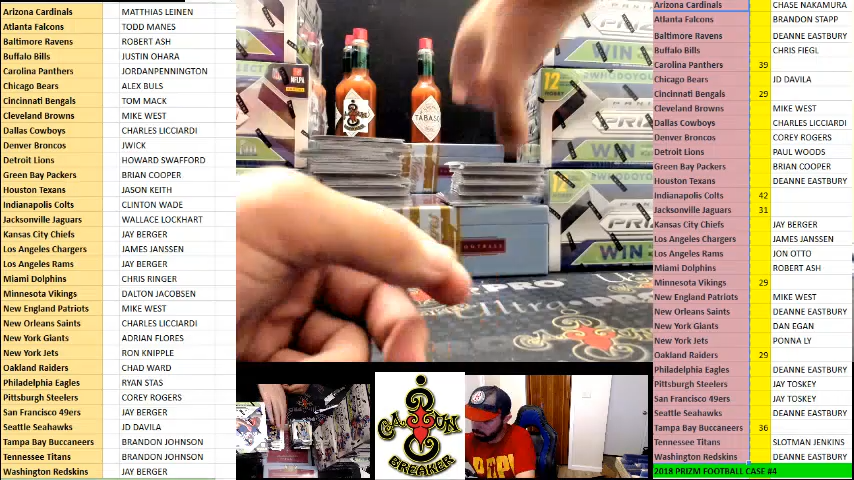 Arizona Cardinals MATTHIAS LEINEN
Atlanta Falcons TODD MANES
Baltimore Ravens ROBERT ASH
Buffalo Bills JUSTIN OHARA
Carolina Panthers JORDANPENNINGTON
Chicago Bears ALEX BULS
Cincinnati Bengals TOM MACK
Cleveland Browns MIKE WEST
Dallas Cowboys CHARLES LICCIARDI
Denver Broncos JWICK
Detroit Lions HOWARD SWAFFORD
Green Bay Packers BRIAN COOPER
Houston Texans JASON KEITH
Indianapolis Colts CLINTON WADE
Jacksonville Jaguars WALLACE LOCKHART
Kansas City Chiefs JAY BERGER
Los Angeles Chargers JAMES JANSSEN
Los Angeles Rams JAY BERGER
Miami Dolphins CHRIS RINGER
Minnesota Vikings DALTON JACOBSEN
New England Patriots MIKE WEST
New Orleans Saints CHARLES LICCIARDI
New York Giants ADRIAN FLORES
New York Jets RON KNIPPLE
Oakland Raiders CHAD WARD
Philadelphia Eagles RYAN STAS
Pittsburgh Steelers COREY ROGERS
San Francisco 49ers JAY BERGER
Seattle Seahawks JD DAVILA
Tampa Bay Buccaneers BRANDON JOHNSON
Tennessee Titans BRANDON JOHNSON
Washington Redskins JAY BERGER
WIN
12
WIN
12
WIN
TABASCO
Ultra PRO
CAJUN
BREAKER
Arizona Cardinals CHASE NAKAMURA
Atlanta Falcons BRANDON STAPP
Baltimore Ravens DEANNE EASTBURY
Buffalo Bills CHRIS FIEGL
Carolina Panthers 39
Chicago Bears JD DAVILA
Cincinnati Bengals 29
Cleveland Browns MIKE WEST
Dallas Cowboys CHARLES LICCIARDI
Denver Broncos COREY ROGERS
Detroit Lions PAUL WOODS
Green Bay Packers BRIAN COOPER
Houston Texans DEANNE EASTBURY
Indianapolis Colts 42
Jacksonville Jaguars 31
Kansas City Chiefs JAY BERGER
Los Angeles Chargers JAMES JANSSEN
Los Angeles Rams JON OTTO
Miami Dolphins ROBERT ASH
Minnesota Vikings 29
New England Patriots MIKE WEST
New Orleans Saints DEANNE EASTBURY
New York Giants DAN EGAN
New York Jets PONNA LY
Oakland Raiders 29
Philadelphia Eagles DEANNE EASTBURY
Pittsburgh Steelers JAY TOSKEY
San Francisco 49ers JAY TOSKEY
Seattle Seahawks DEANNE EASTBURY
Tampa Bay Buccaneers 36
Tennessee Titans SLOTMAN JENKINS
Washington Redskins DEANNE EASTBURY
2018 PRIZM FOOTBALL CASE #4